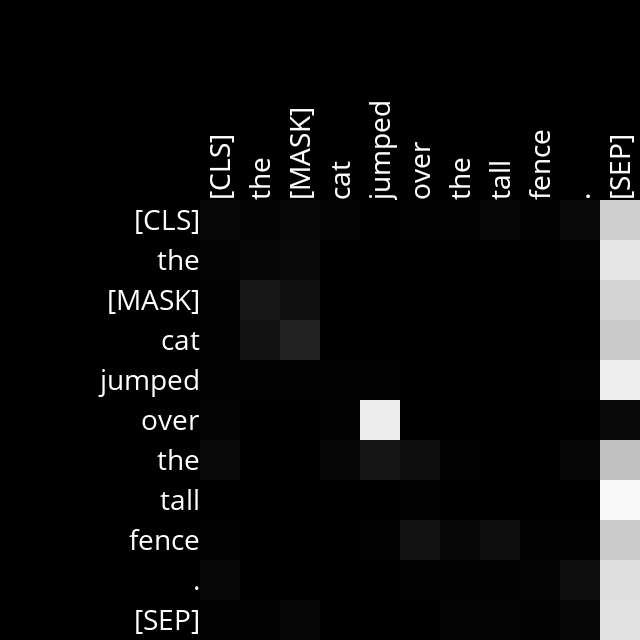 [CLS] the [MASK] cat jumped over the tall fence . [SEP]
[CLS]
the
[MASK]
cat
jumped
over
the
tall
fence
.
[SEP]